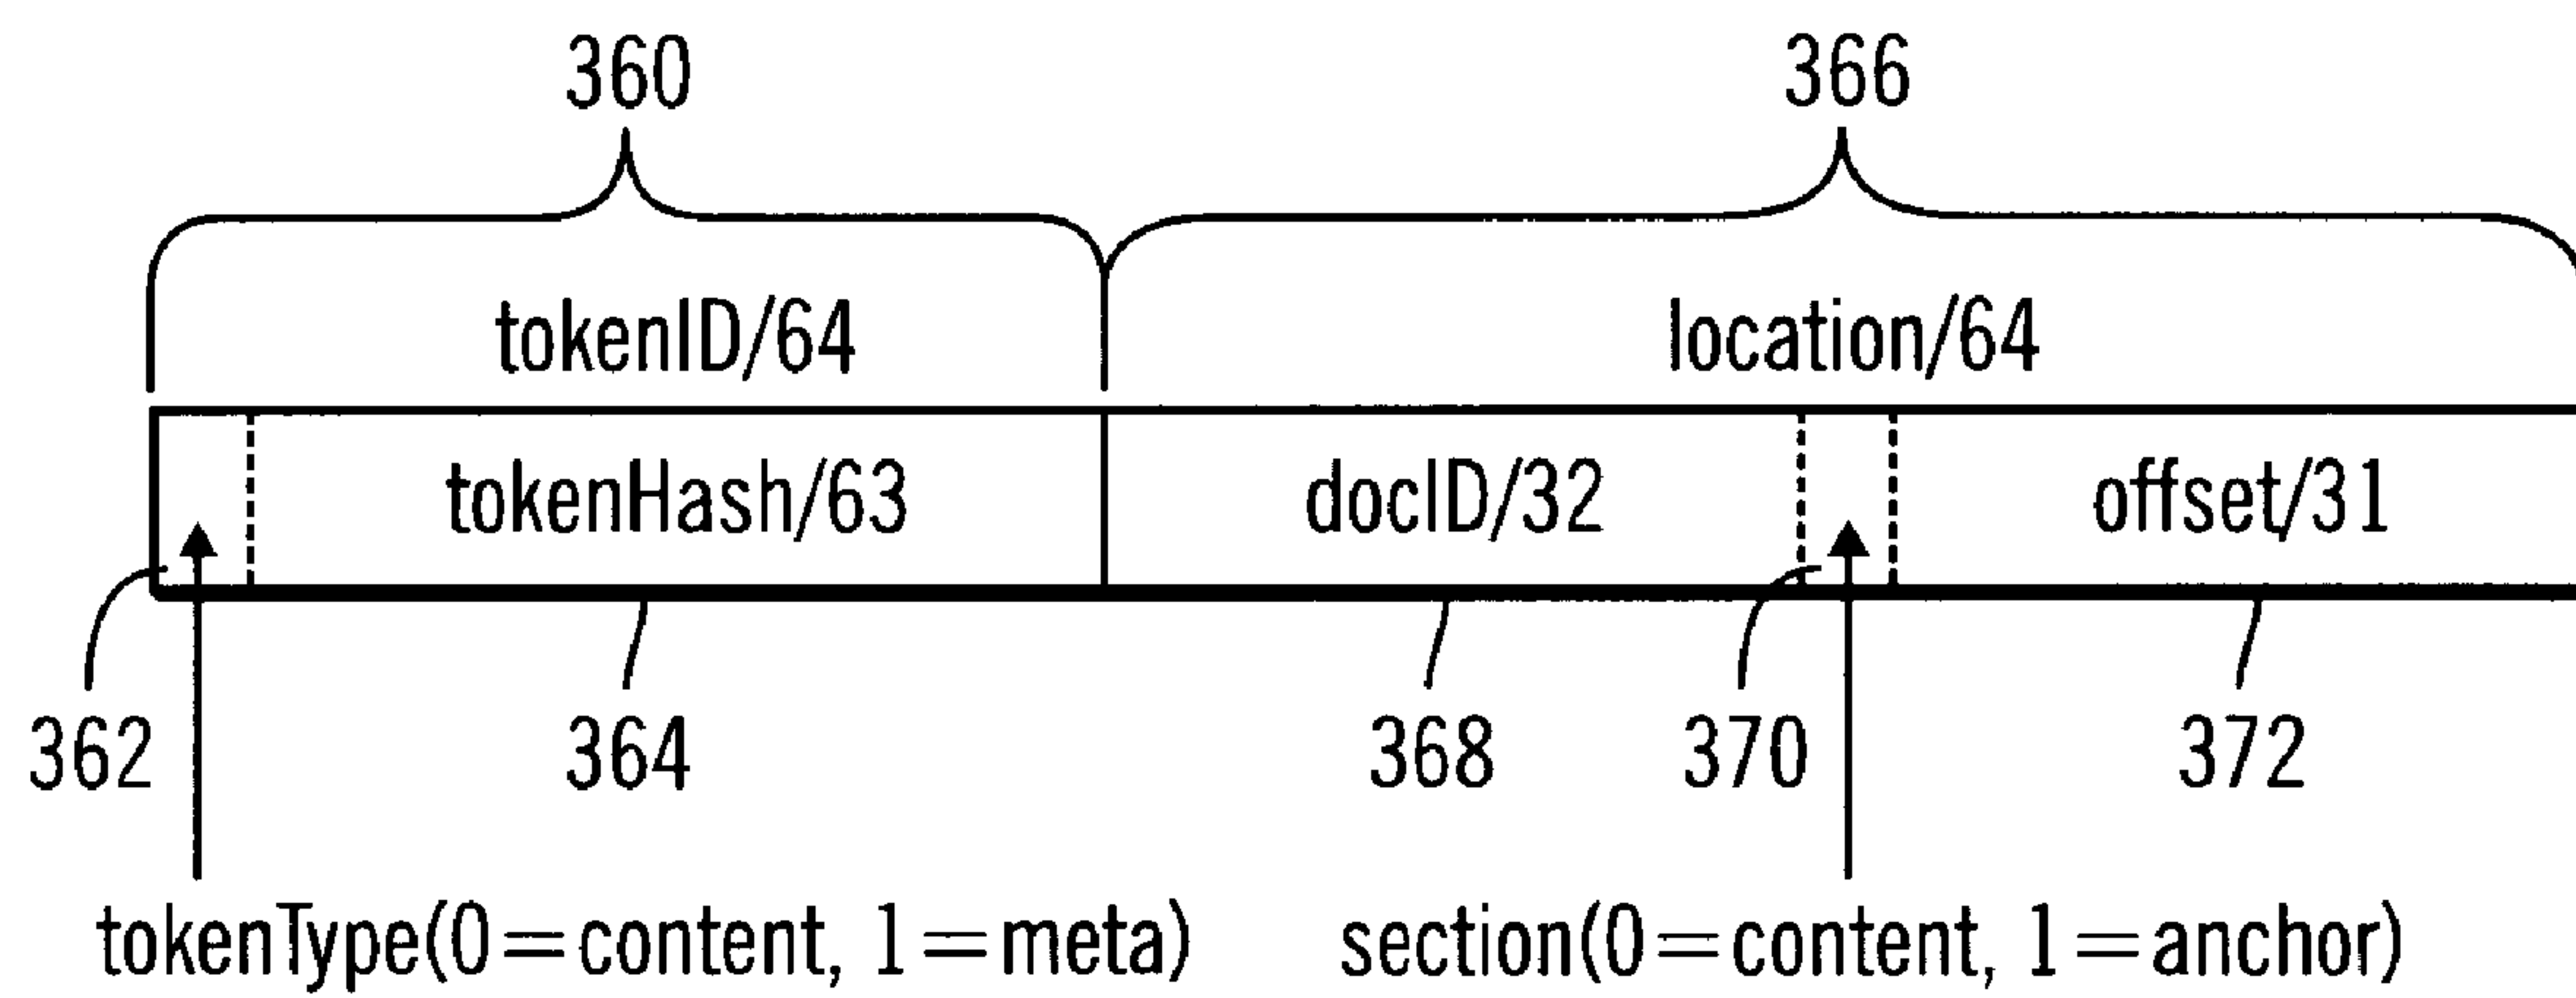 360 366
tokenID/64 location/64
tokenHash/63 docID/32 offset/31
362 364 368 370 372
tokenType(0=content, 1=meta) section(0=content, 1=anchor)